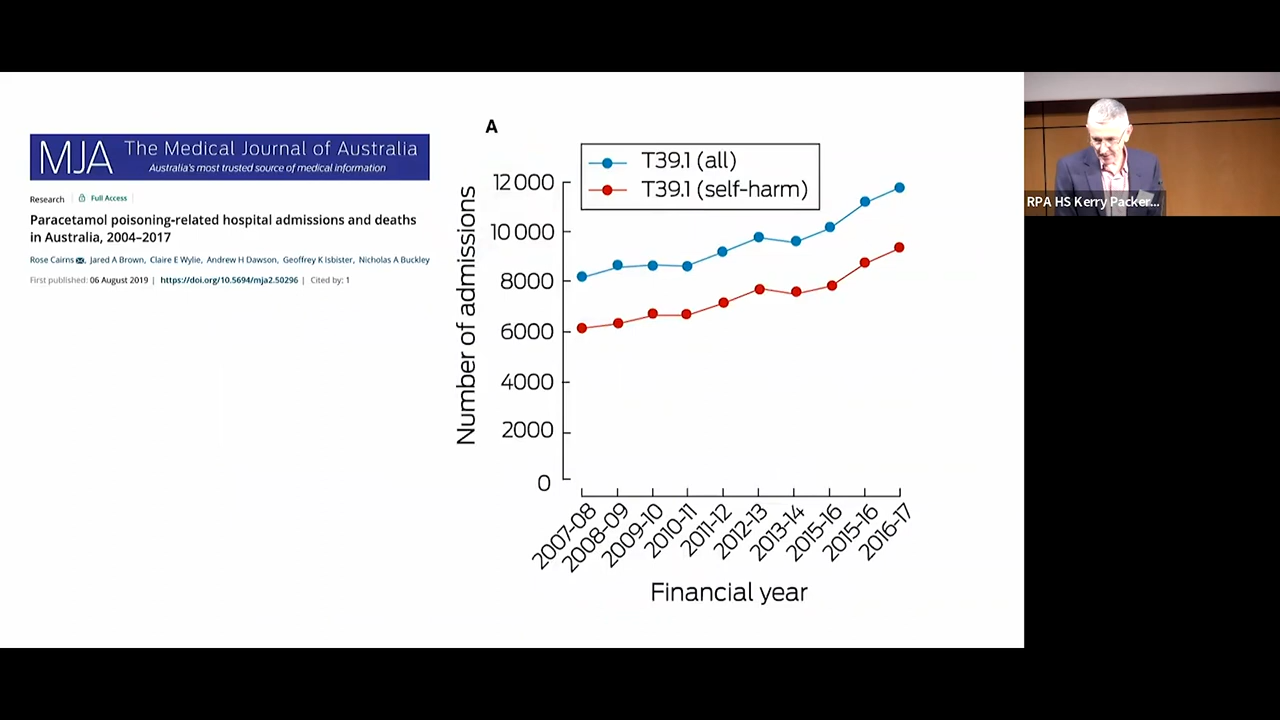 MJA The Medical Journal of Australia
Australia's most trusted source of medical information
Research Full Access
Paracetamol poisoning-related hospital admissions and deaths
in Australia, 2004–2017
Rose Cairns, Jared A Brown, Claire E Wylie, Andrew H Dawson, Geoffrey K Isbister, Nicholas A Buckley
First published: 06 August 2019 | https://doi.org/10.5694/mja2.50296 | Cited by: 1
A
T39.1 (all)
T39.1 (self-harm)
Number of admissions
12 000
10 000
8000
6000
4000
2000
0
2007-08
2008-09
2009-10
2010-11
2011-12
2012-13
2013-14
2015-16
2015-16
2016-17
Financial year
RPA HS Kerry Packer...